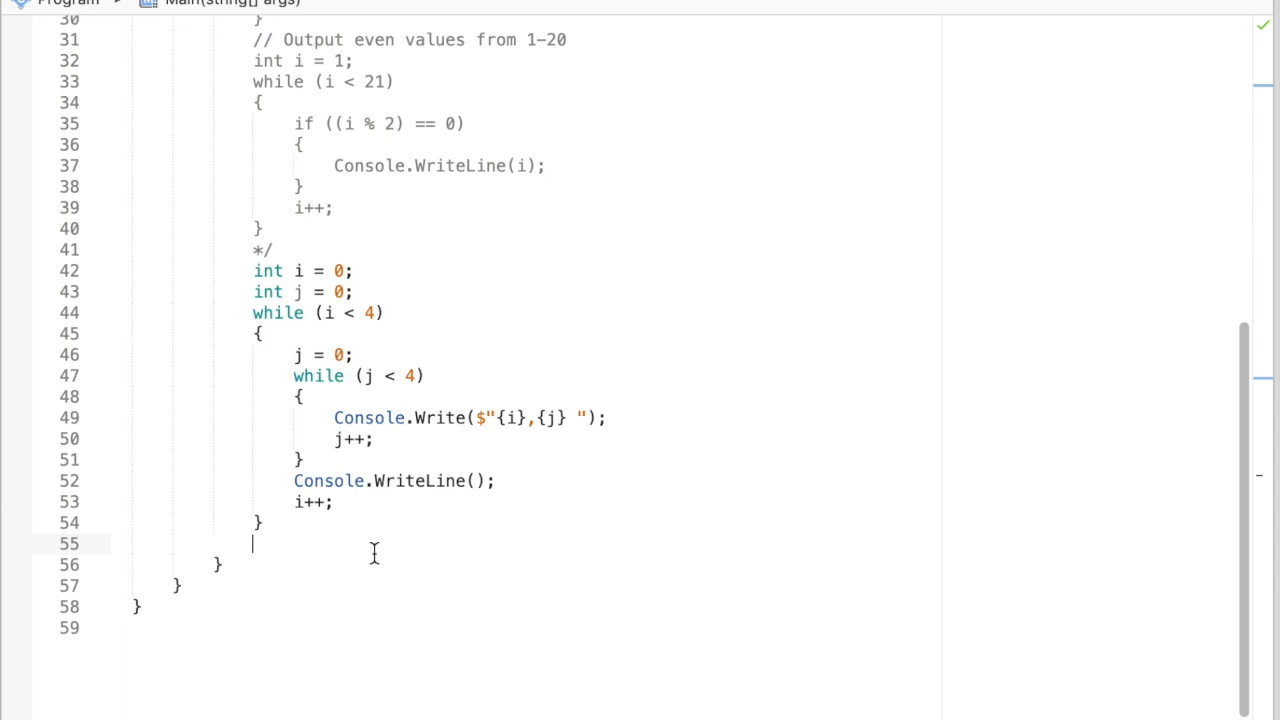 Program ▸ Main(string[] args)
30 }
31 // Output even values from 1-20
32 int i = 1;
33 while (i < 21)
34 {
35 if ((i % 2) == 0)
36 {
37 Console.WriteLine(i);
38 }
39 i++;
40 }
41 */
42 int i = 0;
43 int j = 0;
44 while (i < 4)
45 {
46 j = 0;
47 while (j < 4)
48 {
49 Console.Write($"{i},{j} ");
50 j++;
51 }
52 Console.WriteLine();
53 i++;
54 }
55
56 }
57 }
58 }
59